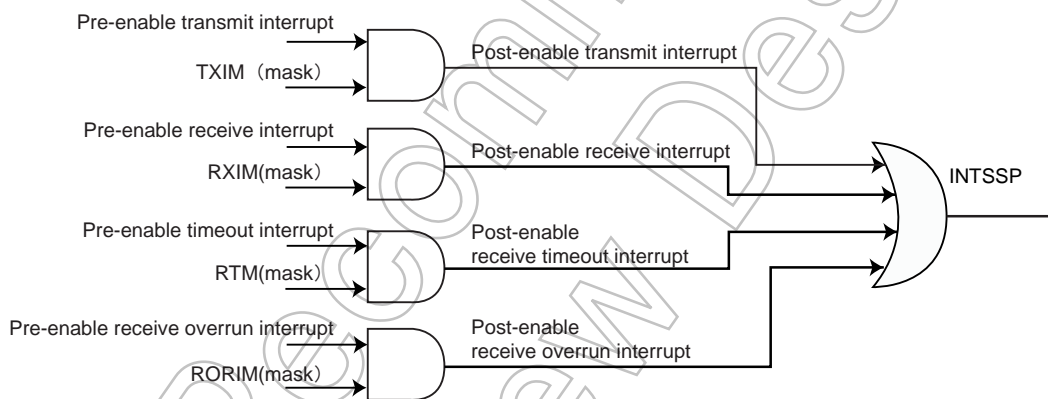 Pre-enable transmit interrupt
TXIM （mask）
Post-enable transmit interrupt
Pre-enable receive interrupt
RXIM(mask)
Post-enable receive interrupt
INTSSP
Pre-enable timeout interrupt
RTM(mask)
Post-enable
receive timeout interrupt
Pre-enable receive overrun interrupt
RORIM(mask)
Post-enable
receive overrun interrupt